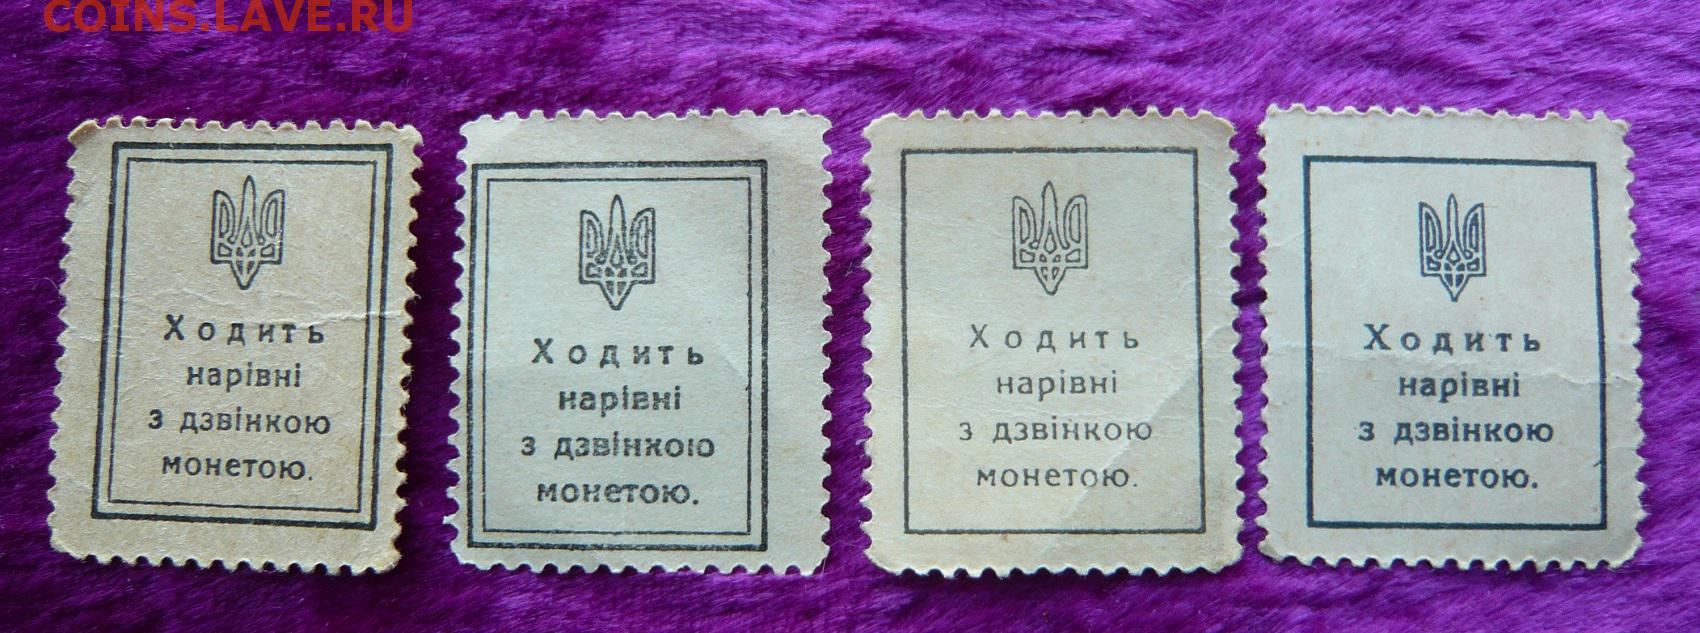 COINS.LAVE.RU
Ходить
нарівні
з дзвінкою
монетою.
Ходить
нарівні
з дзвінкою
монетою.
Ходить
нарівні
з дзвінкою
монетою.
Ходить
нарівні
з дзвінкою
монетою.